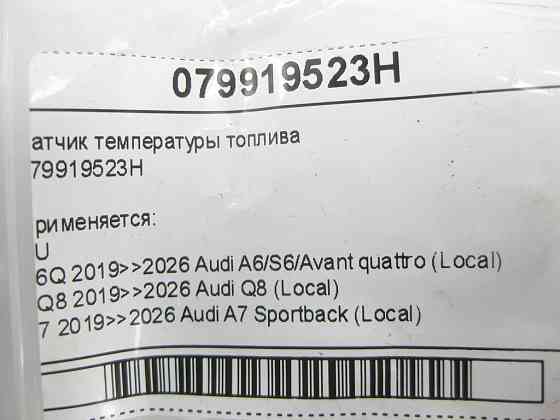 079919523H
атчик температуры топлива
79919523H
рименяется:
U
6Q 2019>>2026 Audi A6/S6/Avant quattro (Local)
Q8 2019>>2026 Audi Q8 (Local)
7 2019>>2026 Audi A7 Sportback (Local)